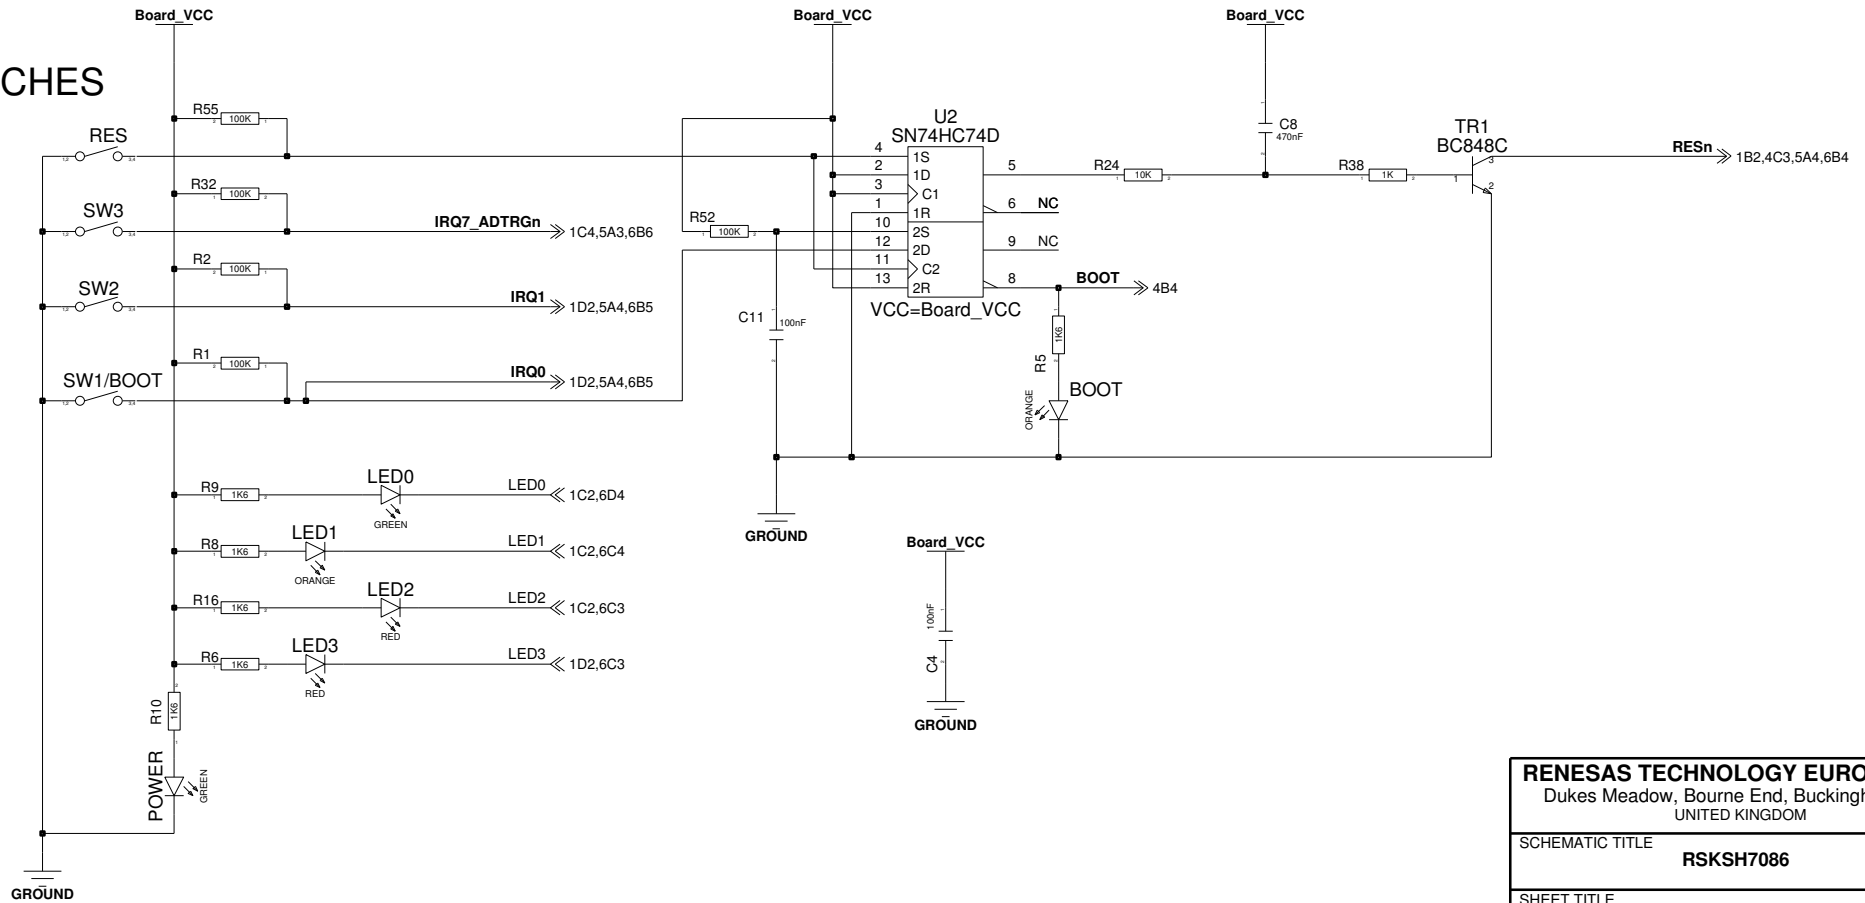 Board_VCC
Board_VCC
Board_VCC
CHES
R55
100K
RES
R32
100K
SW3
IRQ7_ADTRGn
1C4,5A3,6B6
R2
100K
SW2
IRQ1
1D2,5A4,6B5
R1
100K
SW1/BOOT
IRQ0
1D2,5A4,6B5
R52
100K
C11
100nF
U2
SN74HC74D
4 1S
2 1D 5
3 C1
1 1R 6 NC
10 2S
12 2D 9 NC
11 C2
13 2R 8
VCC=Board_VCC
BOOT
4B4
R5
1K6
BOOT
ORANGE
R24
10K
C8
470nF
R38
1K
TR1
BC848C
1
3
2
RESn
1B2,4C3,5A4,6B4
R9
1K6
LED0
GREEN
LED0
1C2,6D4
R8
1K6
LED1
ORANGE
LED1
1C2,6C4
R16
1K6
LED2
RED
LED2
1C2,6C3
R6
1K6
LED3
RED
LED3
1D2,6C3
R10
1K6
POWER
GREEN
GROUND
GROUND
Board_VCC
100nF
C4
GROUND
RENESAS TECHNOLOGY EURO
Dukes Meadow, Bourne End, Bucking
UNITED KINGDOM
SCHEMATIC TITLE
RSKSH7086
SHEET TITLE